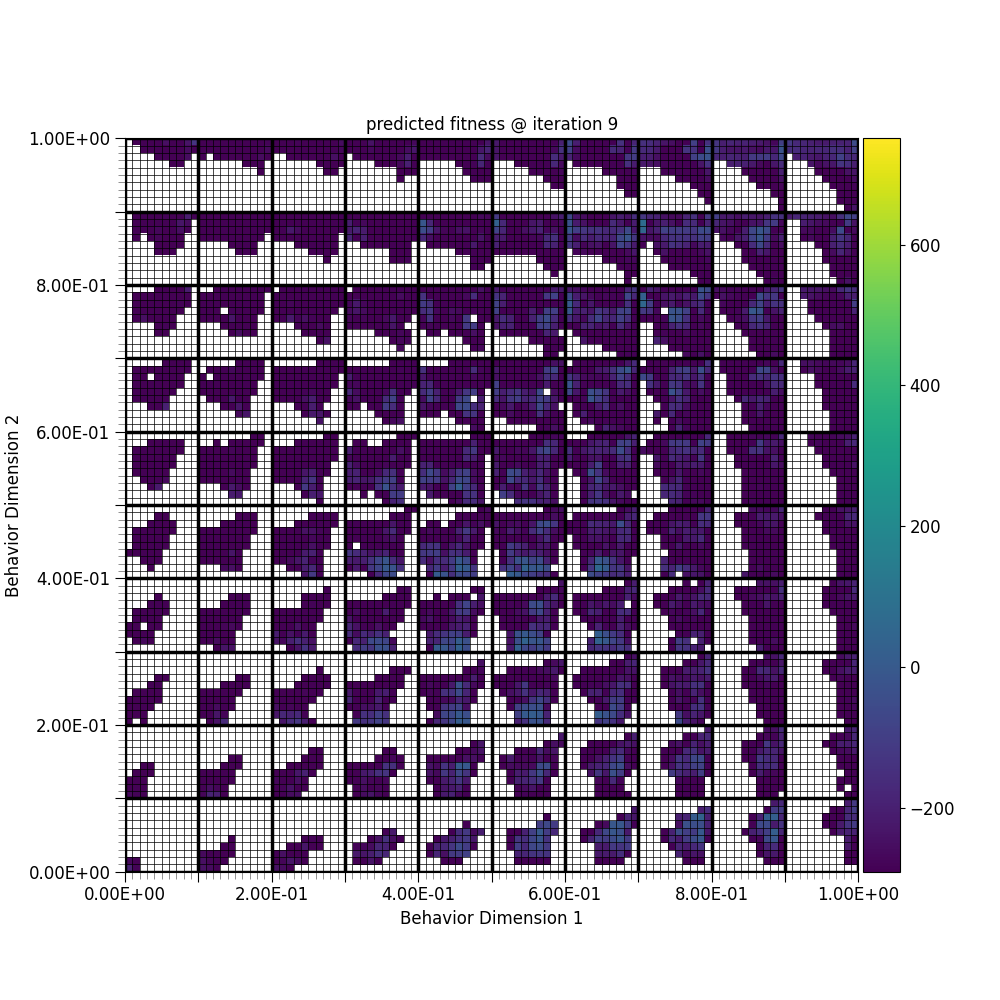 predicted fitness @ iteration 9
1.00E+00
8.00E-01
6.00E-01
4.00E-01
2.00E-01
0.00E+00
Behavior Dimension 2
0.00E+00 2.00E-01 4.00E-01 6.00E-01 8.00E-01 1.00E+00
Behavior Dimension 1
600
400
200
0
−200